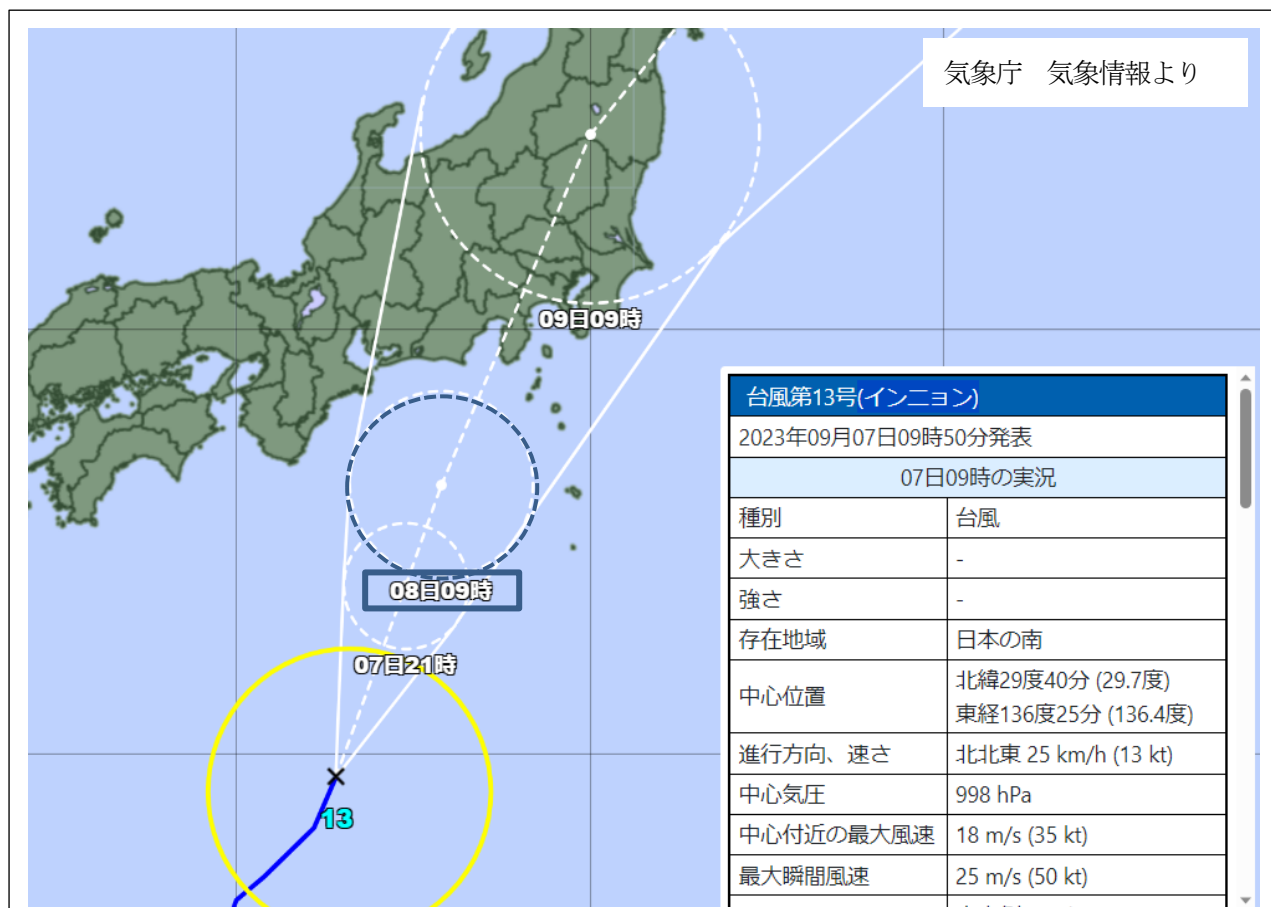 気象庁　気象情報より
09日09時
08日09時
07日21時
13
台風第13号(インニョン)
2023年09月07日09時50分発表
07日09時の実況
種別 台風
大きさ -
強さ -
存在地域 日本の南
中心位置 北緯29度40分 (29.7度)
東経136度25分 (136.4度)
進行方向、速さ 北北東 25 km/h (13 kt)
中心気圧 998 hPa
中心付近の最大風速 18 m/s (35 kt)
最大瞬間風速 25 m/s (50 kt)